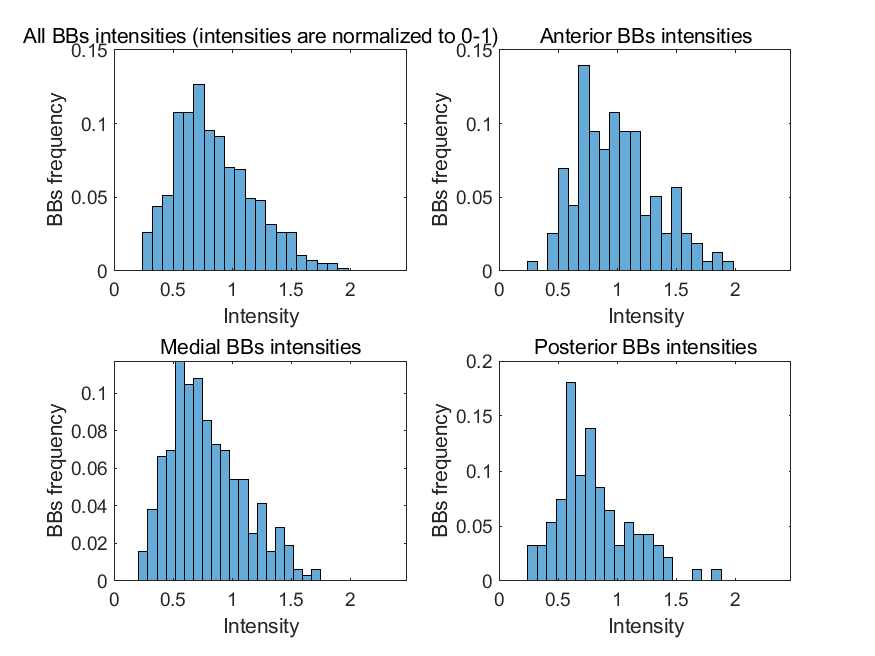 All BBs intensities (intensities are normalized to 0-1)
0.15
0.1
0.05
0
BBs frequency
0 0.5 1 1.5 2
Intensity
Anterior BBs intensities
0.15
0.1
0.05
0
BBs frequency
0 0.5 1 1.5 2
Intensity
Medial BBs intensities
0.1
0.08
0.06
0.04
0.02
0
BBs frequency
0 0.5 1 1.5 2
Intensity
Posterior BBs intensities
0.2
0.15
0.1
0.05
0
BBs frequency
0 0.5 1 1.5 2
Intensity